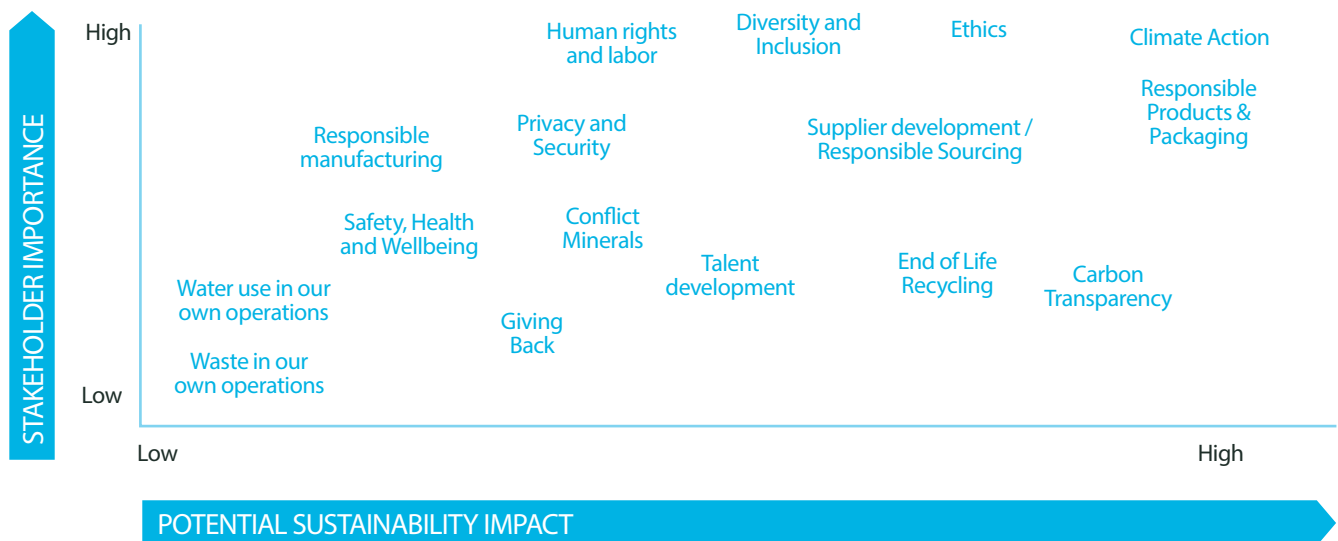 STAKEHOLDER IMPORTANCE
High
Low
Human rights
and labor
Diversity and
Inclusion
Ethics
Climate Action
Responsible
Products &
Packaging
Responsible
manufacturing
Privacy and
Security
Supplier development /
Responsible Sourcing
Safety, Health
and Wellbeing
Conflict
Minerals
Talent
development
End of Life
Recycling
Carbon
Transparency
Water use in our
own operations
Giving
Back
Waste in our
own operations
Low
High
POTENTIAL SUSTAINABILITY IMPACT